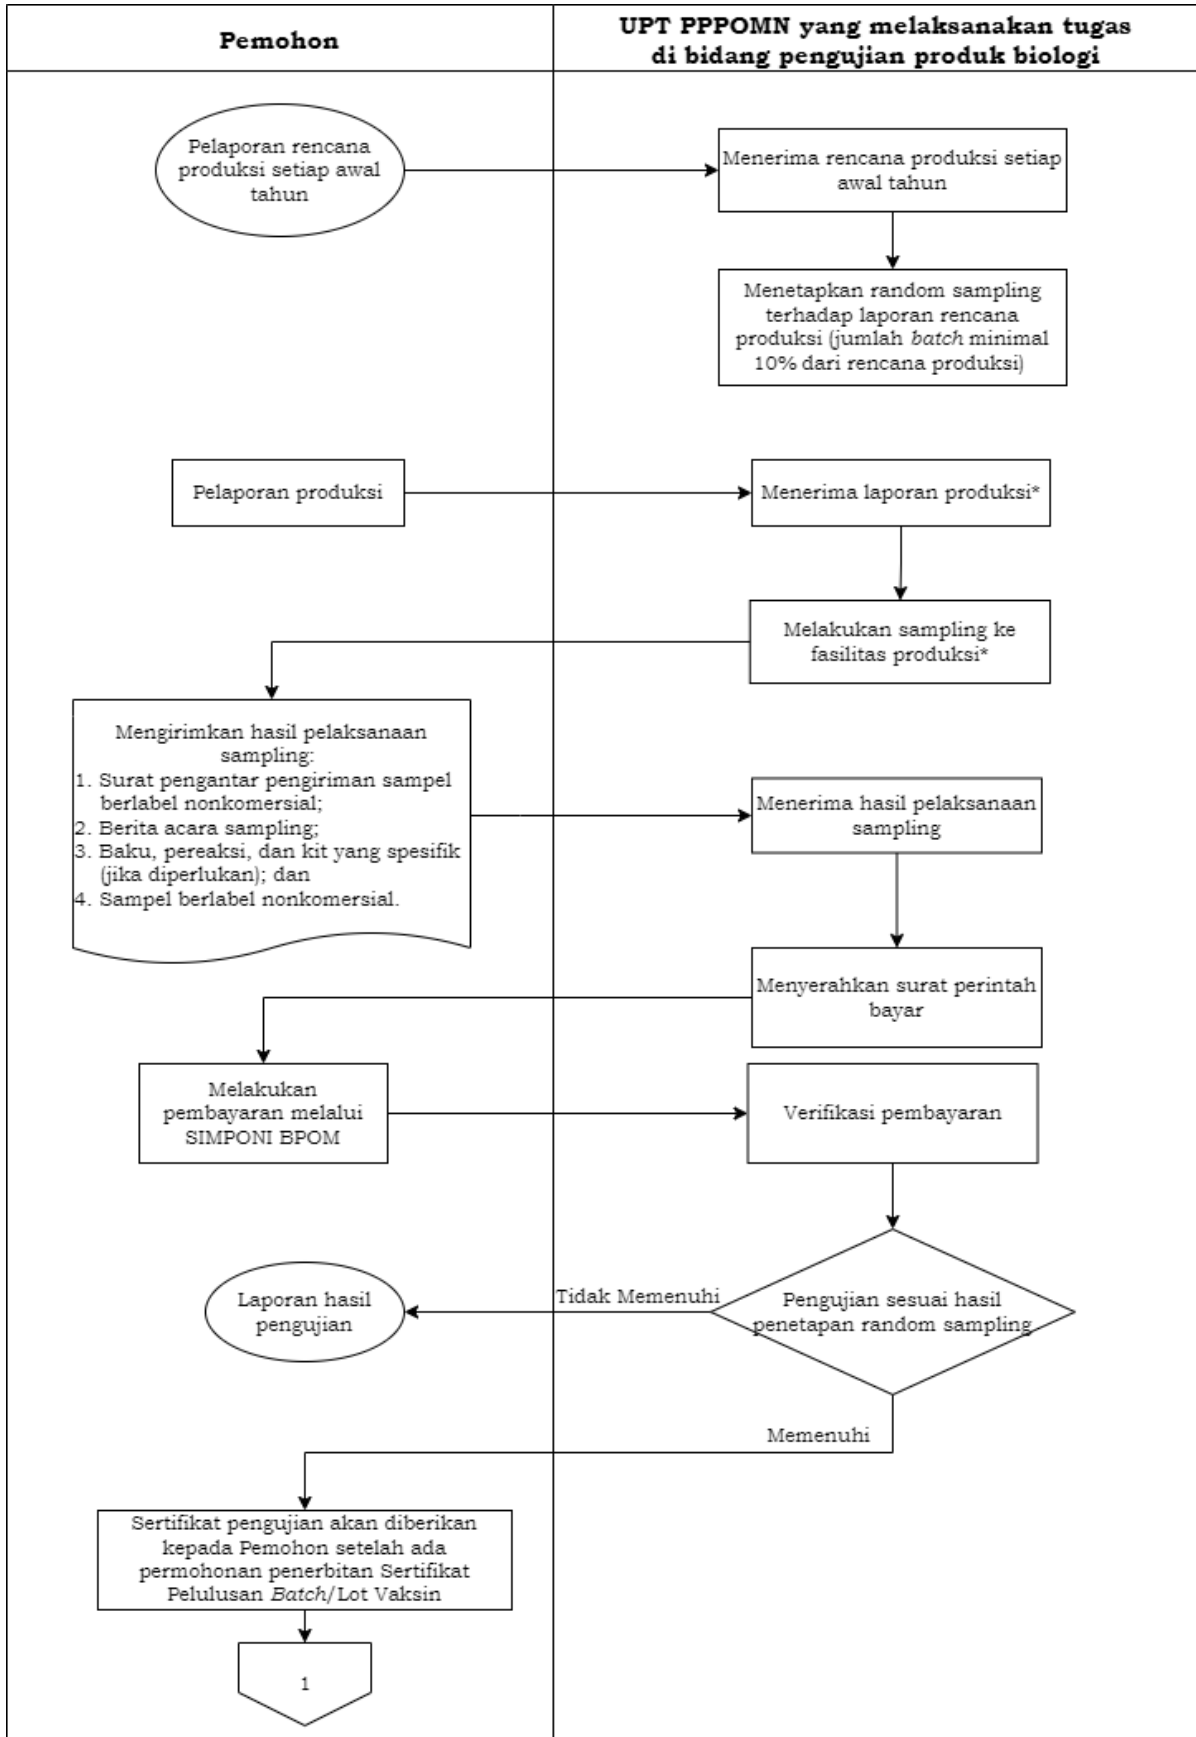 Pemohon
UPT PPPOMN yang melaksanakan tugas
di bidang pengujian produk biologi
Pelaporan rencana
produksi setiap awal
tahun
Menerima rencana produksi setiap
awal tahun
Menetapkan random sampling
terhadap laporan rencana
produksi (jumlah batch minimal
10% dari rencana produksi)
Pelaporan produksi
Menerima laporan produksi*
Melakukan sampling ke
fasilitas produksi*
Mengirimkan hasil pelaksanaan
sampling:
1. Surat pengantar pengiriman sampel
berlabel nonkomersial;
2. Berita acara sampling;
3. Baku, pereaksi, dan kit yang spesifik
(jika diperlukan); dan
4. Sampel berlabel nonkomersial.
Menerima hasil pelaksanaan
sampling
Menyerahkan surat perintah
bayar
Melakukan
pembayaran melalui
SIMPONI BPOM
Verifikasi pembayaran
Pengujian sesuai hasil
penetapan random sampling
Tidak Memenuhi
Laporan hasil
pengujian
Memenuhi
Sertifikat pengujian akan diberikan
kepada Pemohon setelah ada
permohonan penerbitan Sertifikat
Pelulusan Batch/Lot Vaksin
1